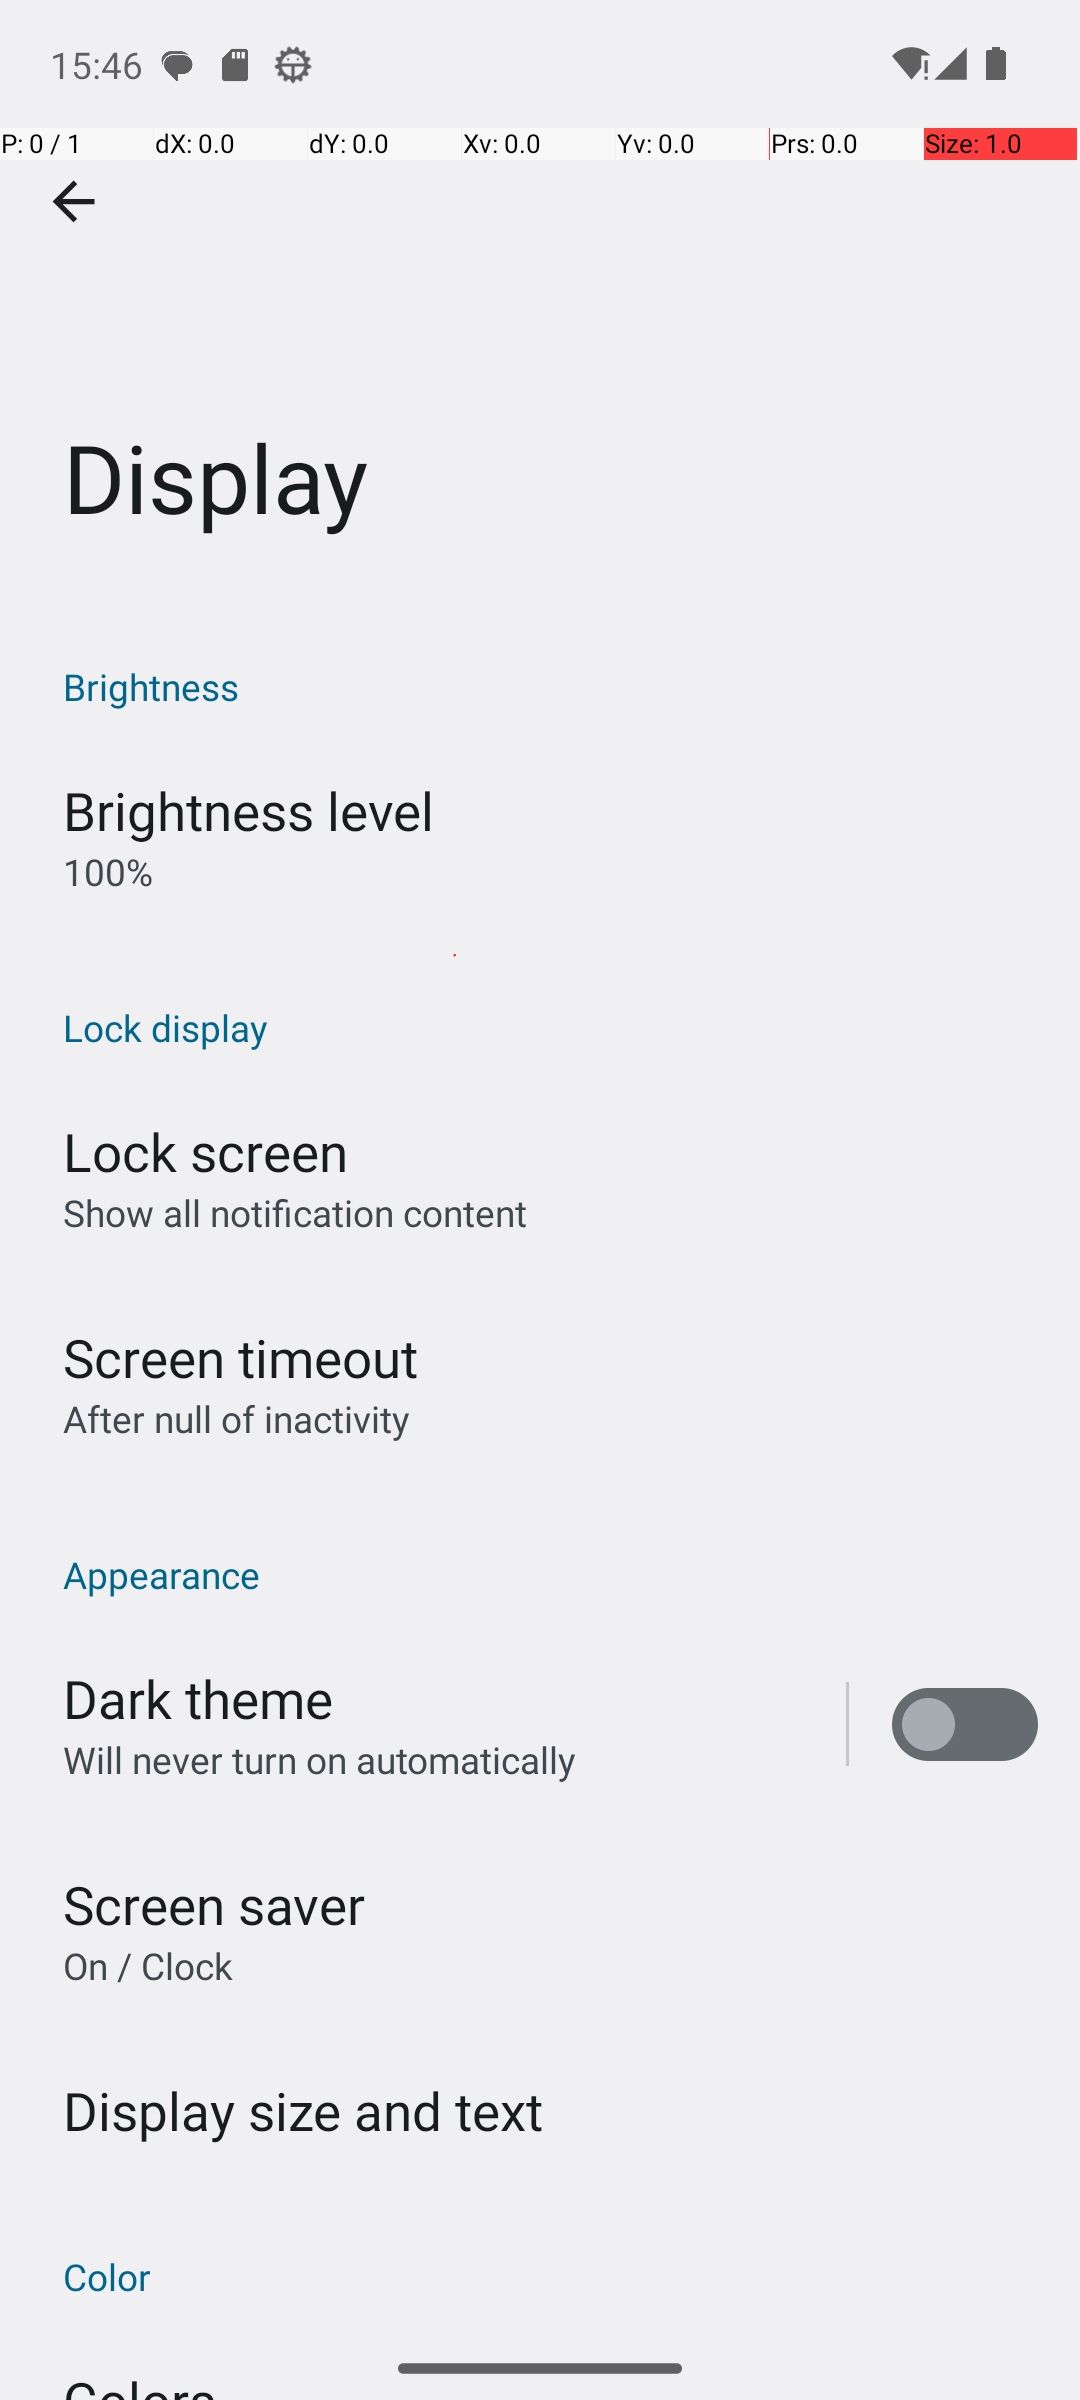 15:46
P: 0 / 1 dX: 0.0 dY: 0.0 Xv: 0.0 Yv: 0.0 Prs: 0.0 Size: 1.0
Display
Brightness
Brightness level
100%
Lock display
Lock screen
Show all notification content
Screen timeout
After null of inactivity
Appearance
Dark theme
Will never turn on automatically
Screen saver
On / Clock
Display size and text
Color
Colors